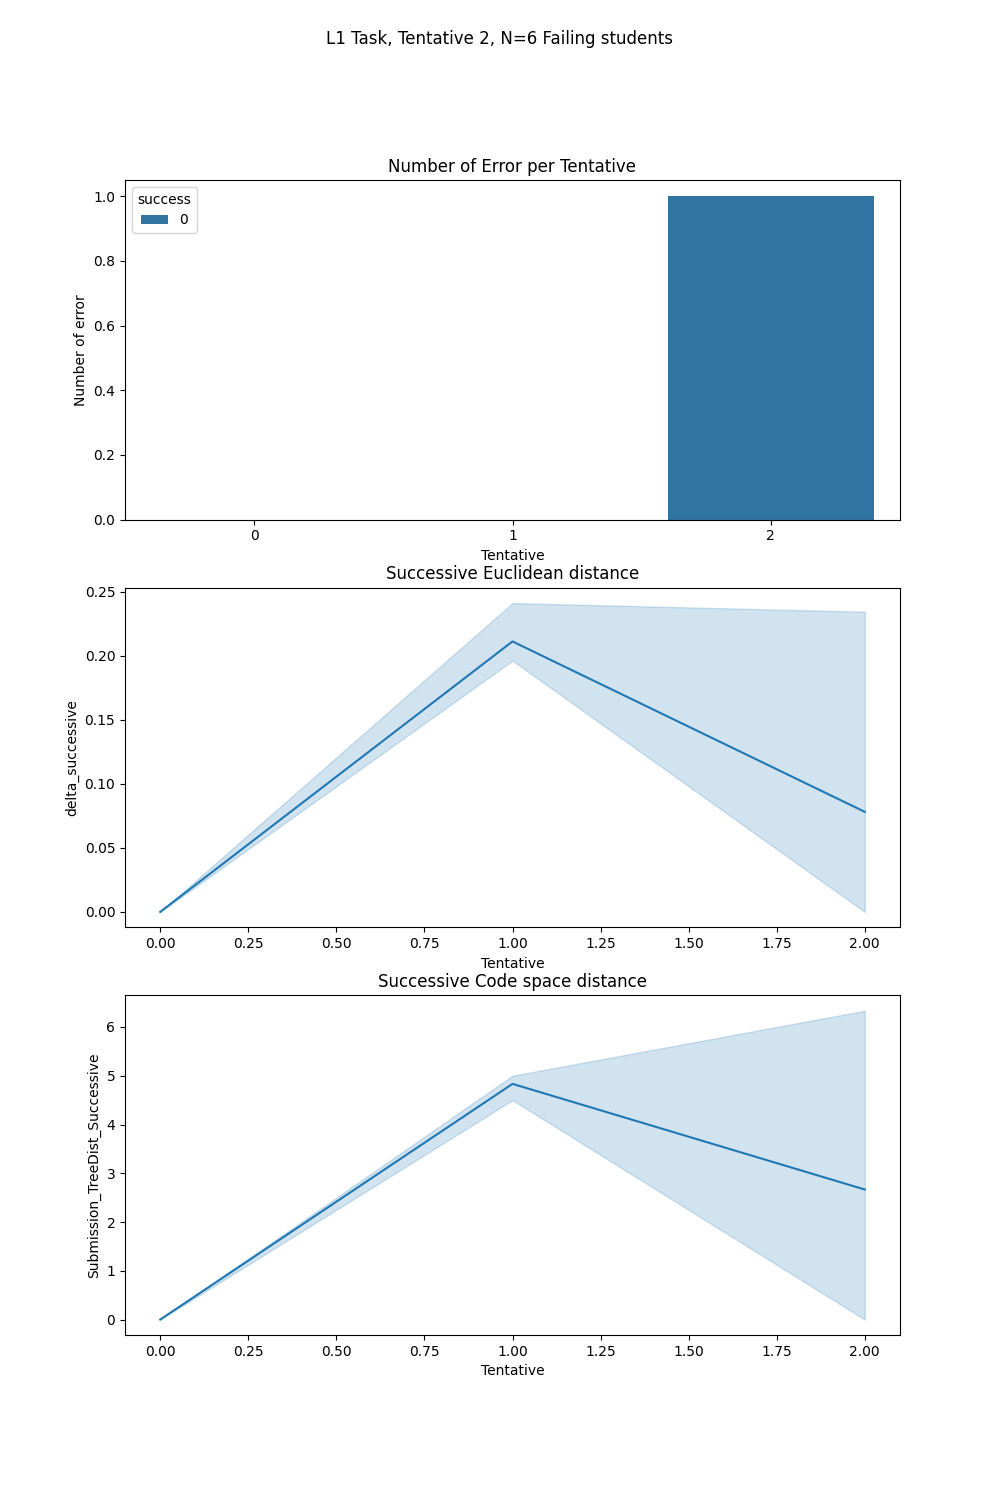 L1 Task, Tentative 2, N=6 Failing students
Number of Error per Tentative
success
0
Number of error
1.0
0.8
0.6
0.4
0.2
0.0
0 1 2
Tentative
Successive Euclidean distance
delta_successive
0.25
0.20
0.15
0.10
0.05
0.00
0.00 0.25 0.50 0.75 1.00 1.25 1.50 1.75 2.00
Tentative
Successive Code space distance
Submission_TreeDist_Successive
6
5
4
3
2
1
0
0.00 0.25 0.50 0.75 1.00 1.25 1.50 1.75 2.00
Tentative